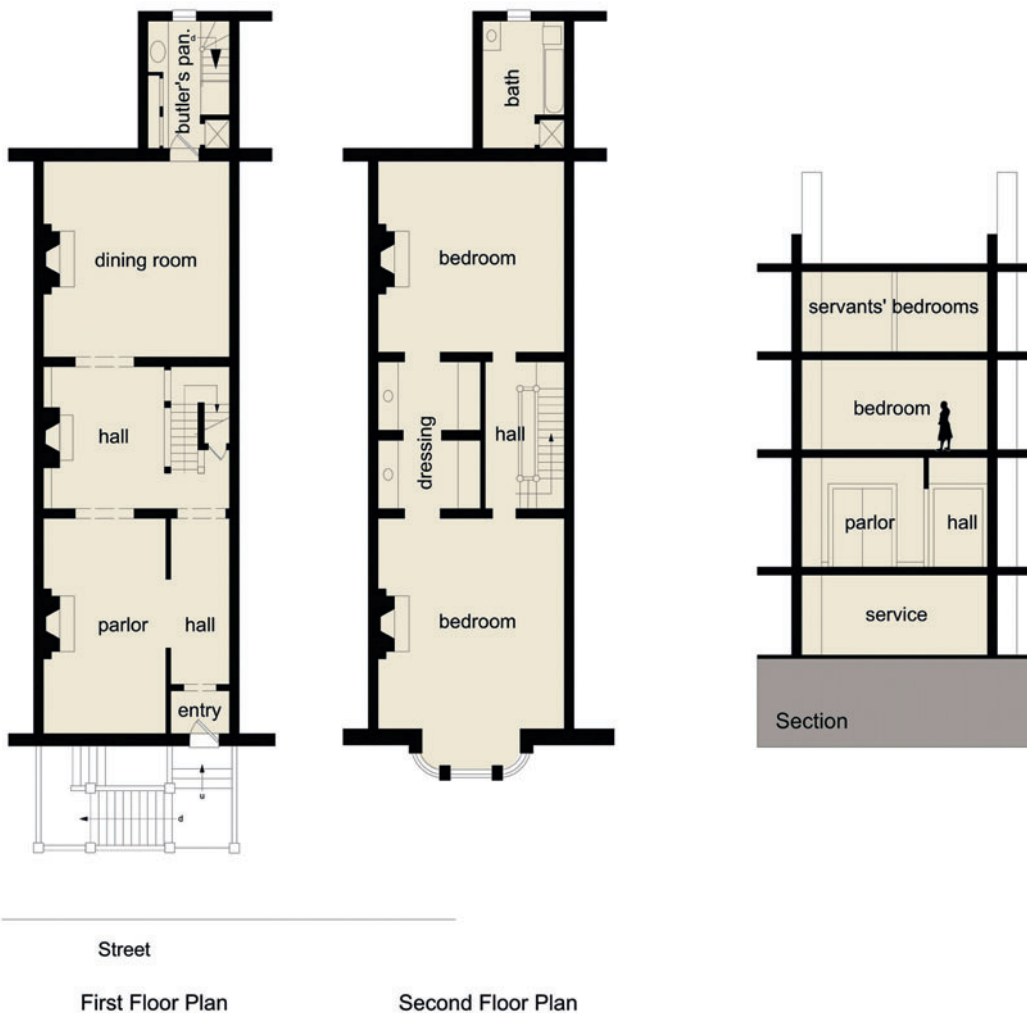 butler's pan.
d
dining room
hall
parlor
hall
entry
u
d
bath
bedroom
dressing
hall
bedroom
servants' bedrooms
bedroom
parlor
hall
service
Section
Street
First Floor Plan
Second Floor Plan